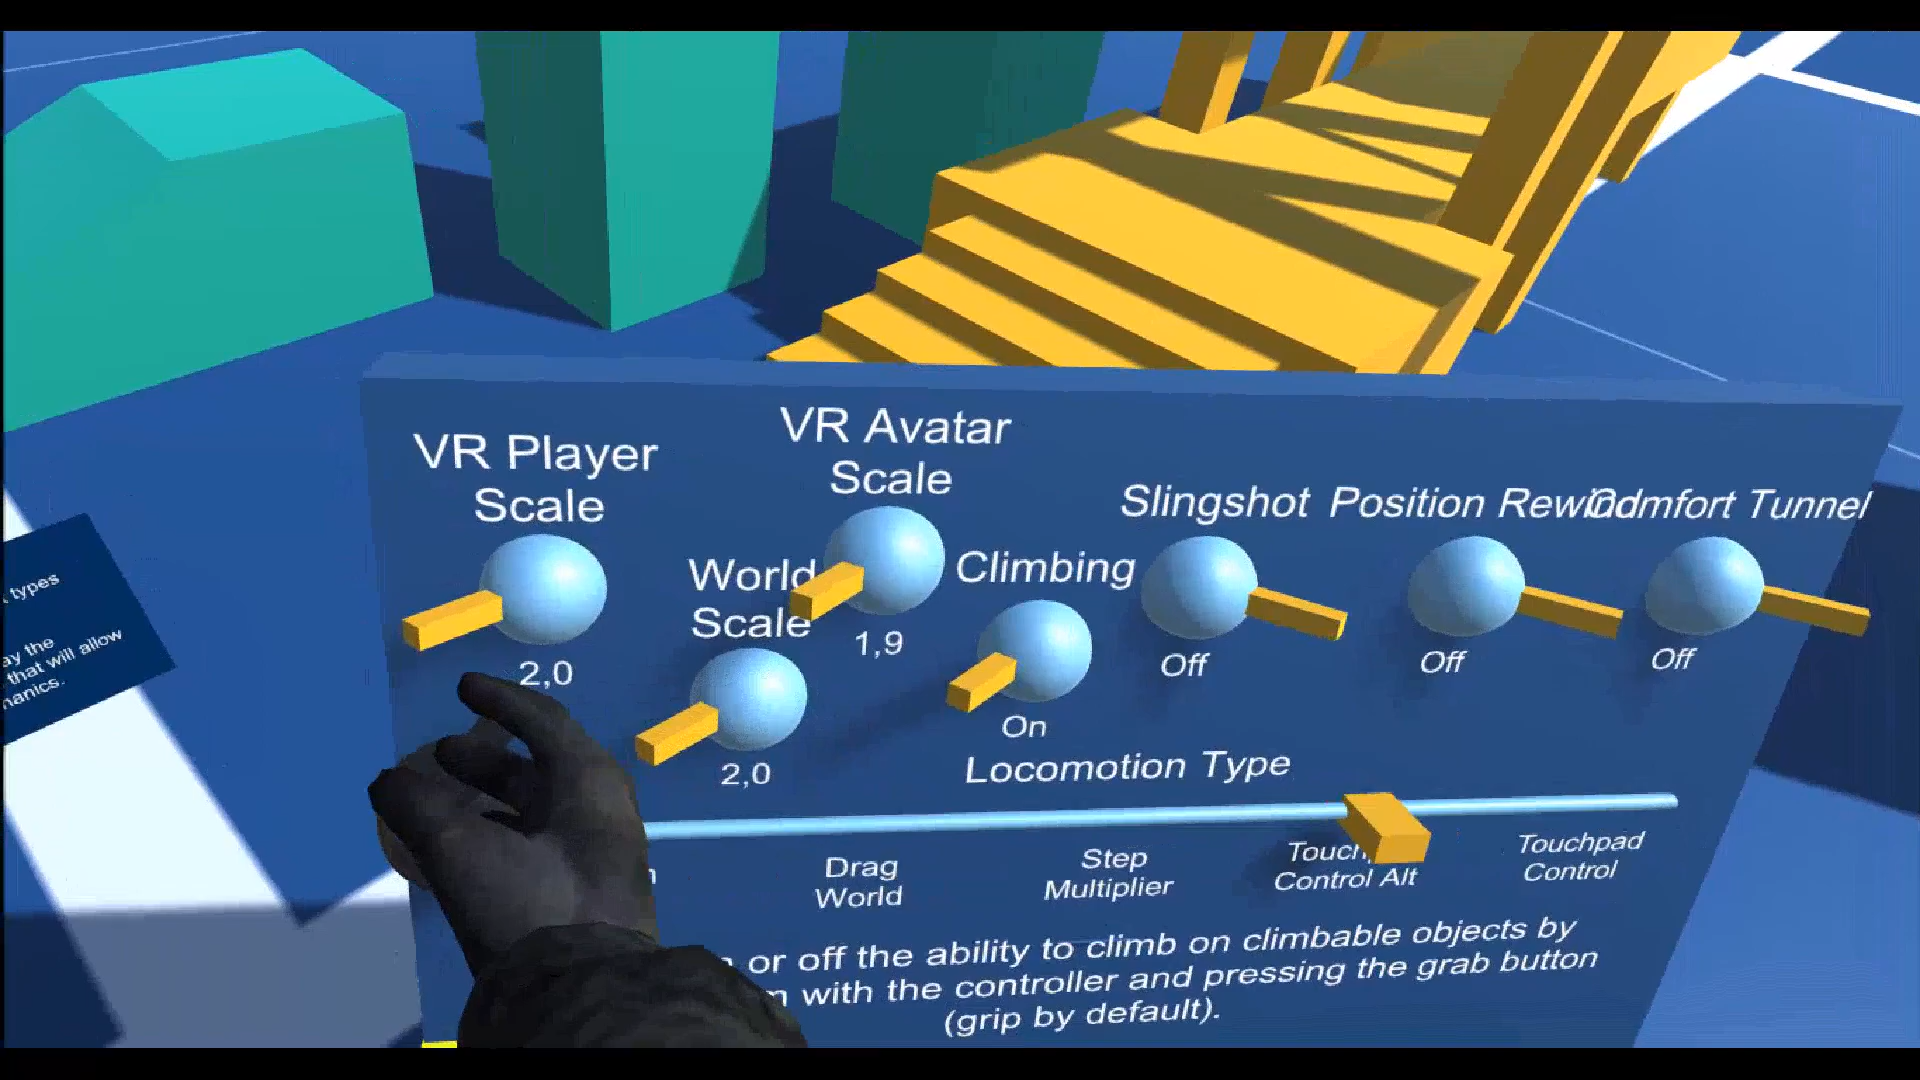 VR Player
Scale
2,0
World
Scale
2,0
VR Avatar
Scale
1,9
Climbing
On
Slingshot
Off
Position Rewind
Off
Comfort Tunnel
Off
Locomotion Type
Drag
World
Step
Multiplier
Control Alt
Touchpad
Control
or off the ability to climb on climbable objects by
with the controller and pressing the grab button
(grip by default).
types
the
that will allow